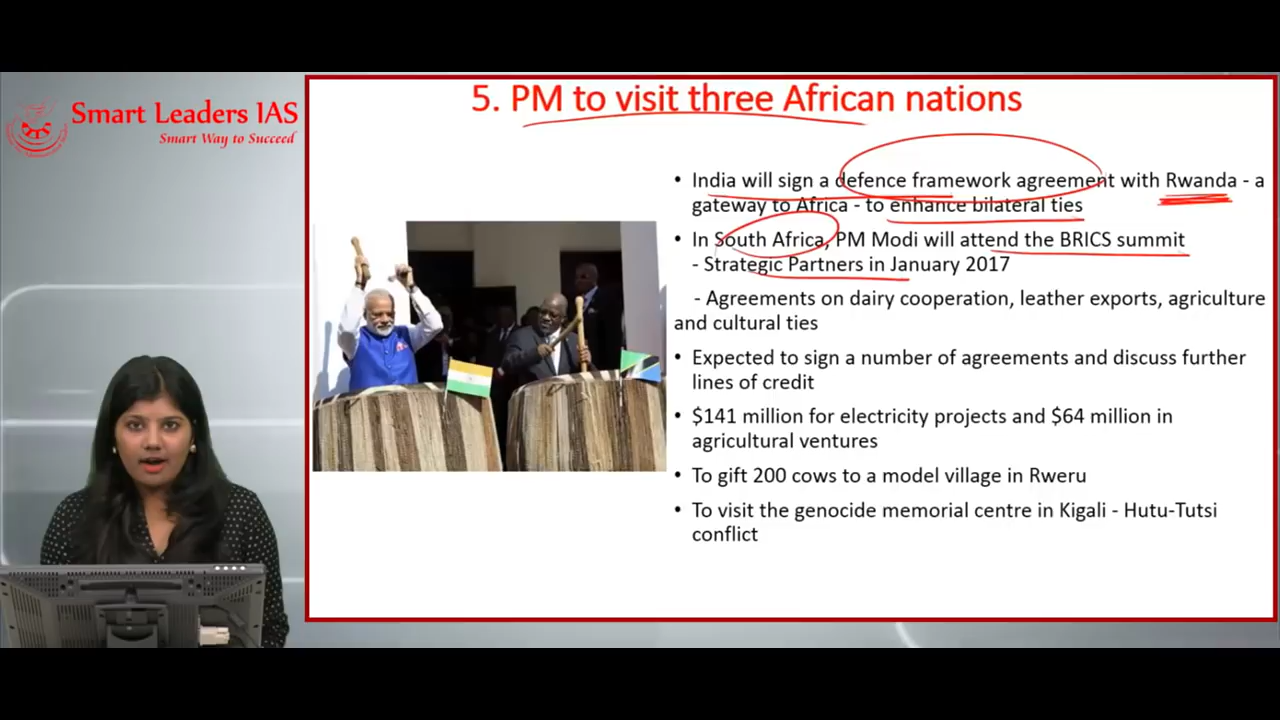 Smart Leaders IAS
Smart Way to Succeed
5. PM to visit three African nations
• India will sign a defence framework agreement with Rwanda - a
gateway to Africa - to enhance bilateral ties
• In South Africa, PM Modi will attend the BRICS summit
- Strategic Partners in January 2017
- Agreements on dairy cooperation, leather exports, agriculture
and cultural ties
• Expected to sign a number of agreements and discuss further
lines of credit
• $141 million for electricity projects and $64 million in
agricultural ventures
• To gift 200 cows to a model village in Rweru
• To visit the genocide memorial centre in Kigali - Hutu-Tutsi
conflict